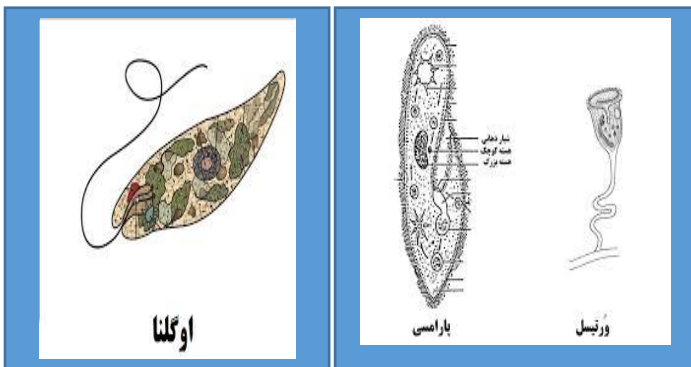 اوگلنا
شیار دهانی
هسته کوچک
هسته بزرگ
پارامسی
وُرتیسل